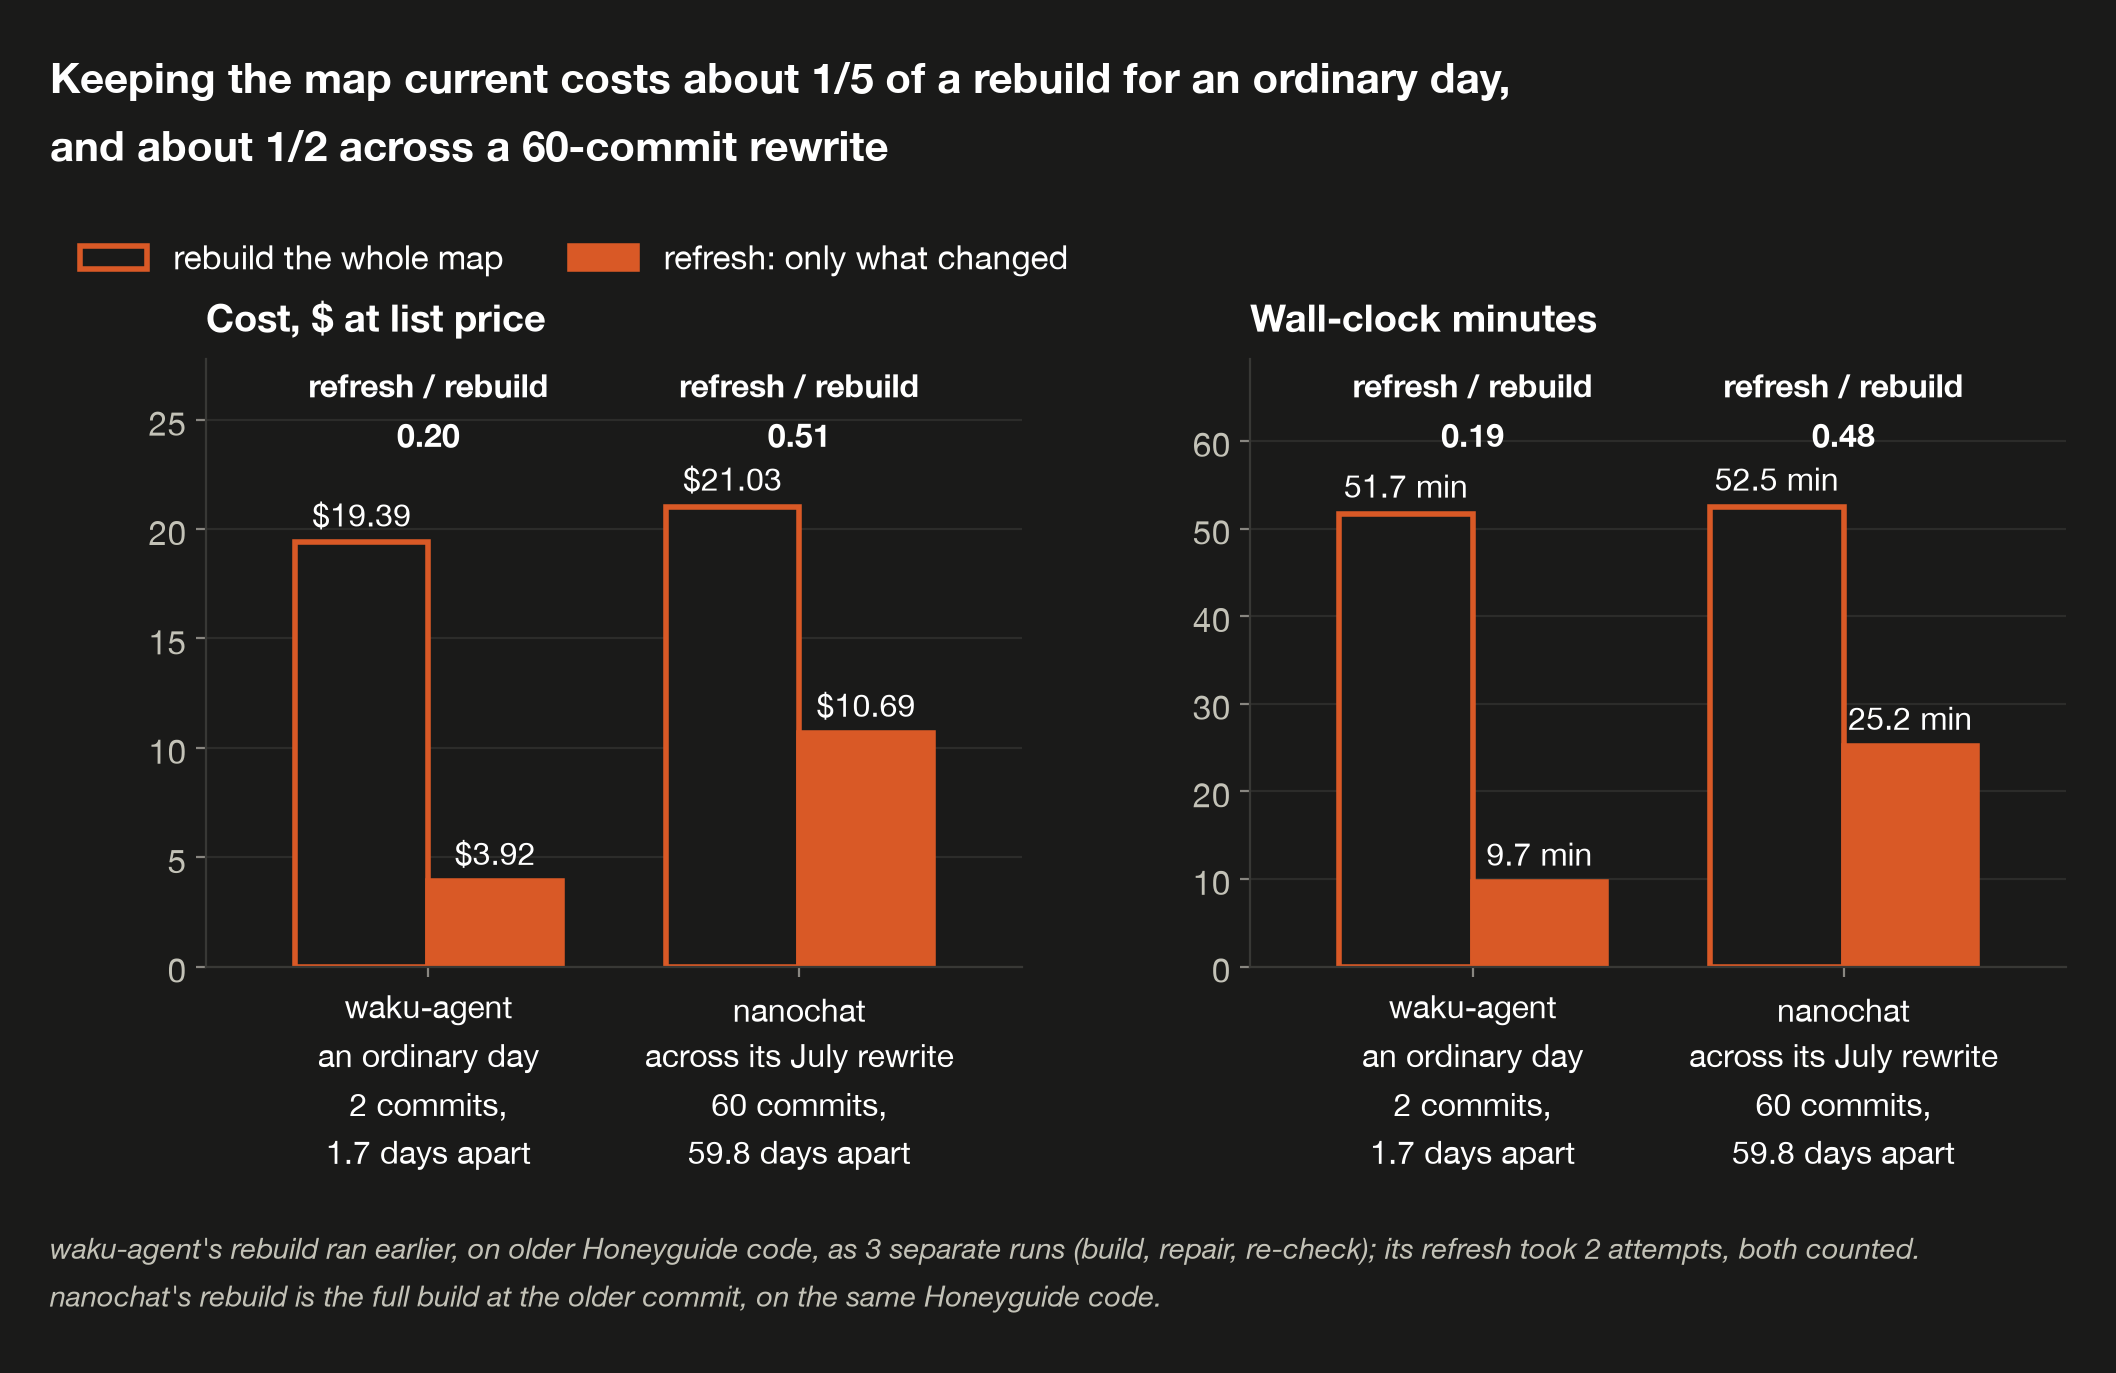 Keeping the map current costs about 1/5 of a rebuild for an ordinary day,
and about 1/2 across a 60-commit rewrite
rebuild the whole map
refresh: only what changed
Cost, $ at list price
refresh / rebuild
0.20
refresh / rebuild
0.51
25
20
15
10
5
0
$19.39
$3.92
$21.03
$10.69
waku-agent
an ordinary day
2 commits,
1.7 days apart
nanochat
across its July rewrite
60 commits,
59.8 days apart
Wall-clock minutes
refresh / rebuild
0.19
refresh / rebuild
0.48
60
50
40
30
20
10
0
51.7 min
9.7 min
52.5 min
25.2 min
waku-agent
an ordinary day
2 commits,
1.7 days apart
nanochat
across its July rewrite
60 commits,
59.8 days apart
waku-agent's rebuild ran earlier, on older Honeyguide code, as 3 separate runs (build, repair, re-check); its refresh took 2 attempts, both counted.
nanochat's rebuild is the full build at the older commit, on the same Honeyguide code.